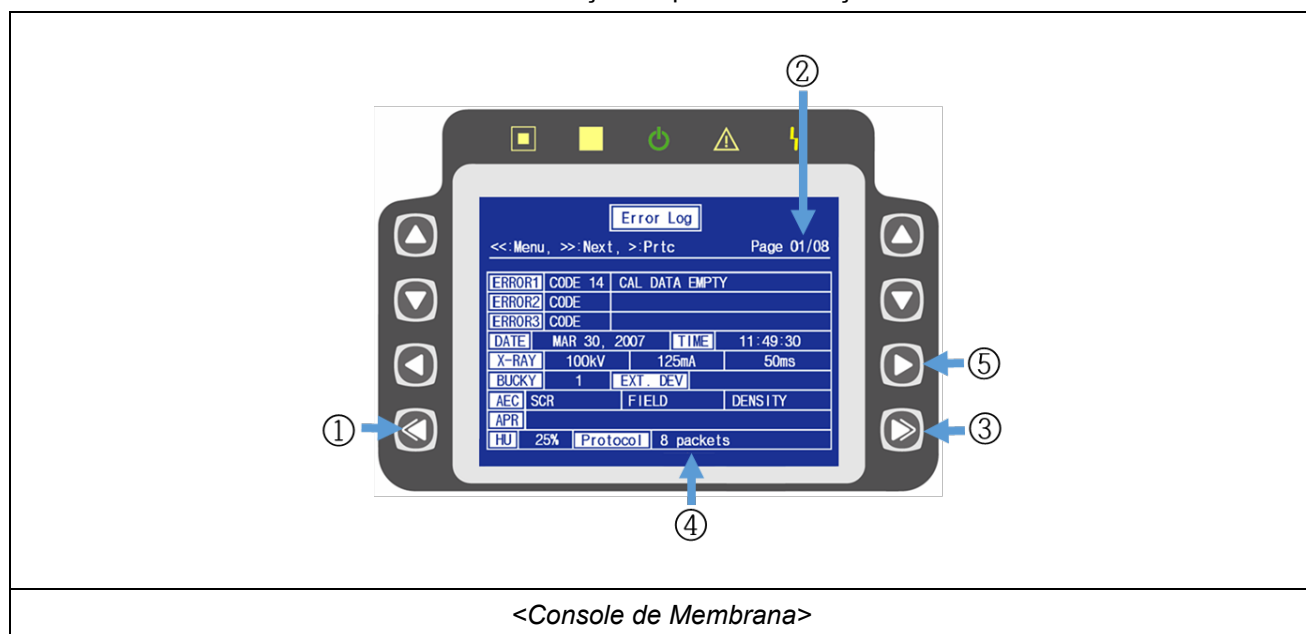 ②
Error Log
<<:Menu, >>:Next, >:Prtc Page 01/08
ERROR1 CODE 14 CAL DATA EMPTY
ERROR2 CODE
ERROR3 CODE
DATE MAR 30, 2007 TIME 11:49:30
X-RAY 100kV 125mA 50ms
BUCKY 1 EXT. DEV
⑤
AEC SCR FIELD DENSITY
APR
① HU 25% Protocol 8 packets ③
④
<Console de Membrana>